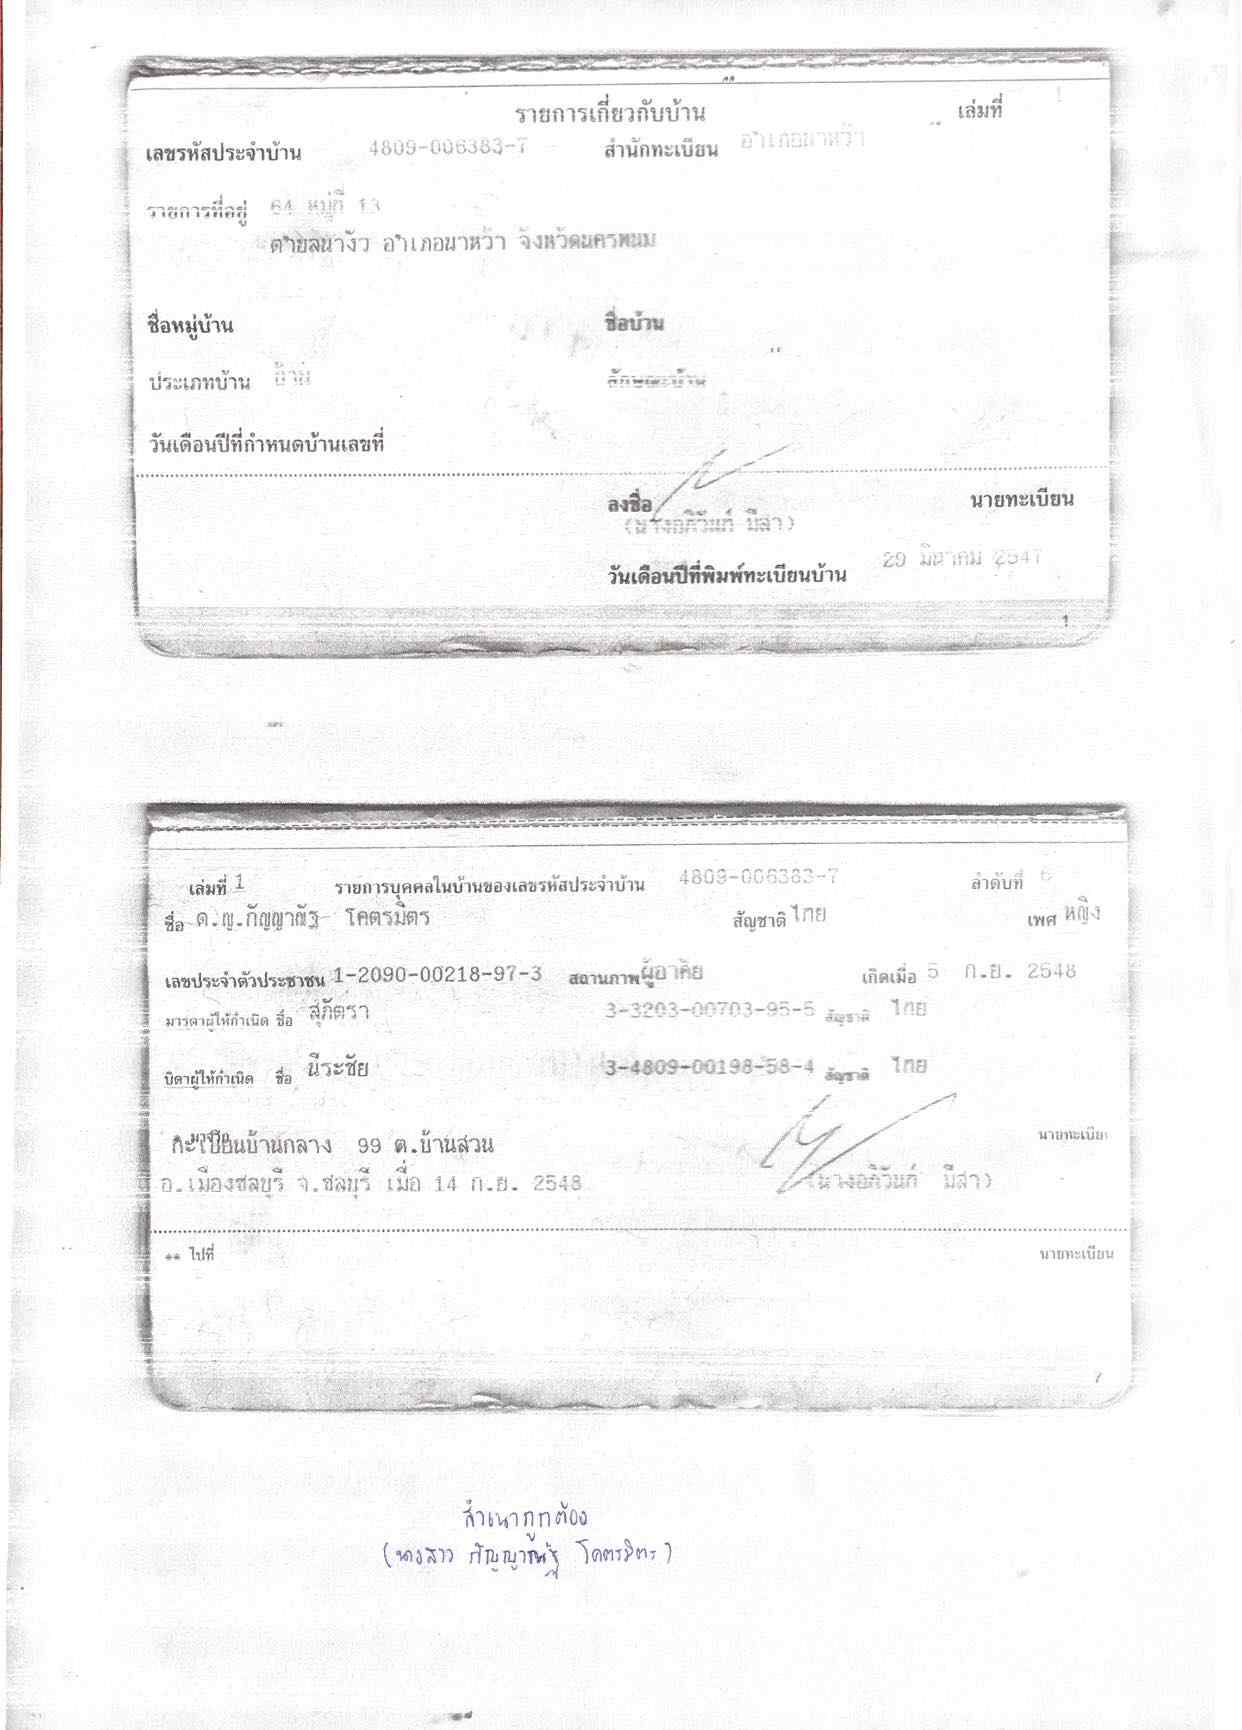 รายการเกี่ยวกับบ้าน เล่มที่
เลขรหัสประจำบ้าน 4809-006383-7 สำนักทะเบียน อำเภอนาหว้า
รายการที่อยู่ 64 หมู่ที่ 13
ตำบลนางัว อำเภอนาหว้า จังหวัดนครพนม
ชื่อหมู่บ้าน ชื่อบ้าน
ประเภทบ้าน บ้าน ลักษณะบ้าน
วันเดือนปีที่กำหนดบ้านเลขที่
ลงชื่อ นายทะเบียน
(นางอภิวันท์ มีสา)
วันเดือนปีที่พิมพ์ทะเบียนบ้าน 29 มีนาคม 2547
1
เล่มที่ 1 รายการบุคคลในบ้านของเลขรหัสประจำบ้าน 4809-006383-7 ลำดับที่ 6
ชื่อ ด.ญ.กัญญาณัฐ โคตรมิตร สัญชาติ ไทย เพศ หญิง
เลขประจำตัวประชาชน 1-2090-00218-97-3 สถานภาพ ผู้อาศัย เกิดเมื่อ 5 ก.ย. 2548
มารดาผู้ให้กำเนิด ชื่อ สุภัตรา 3-3203-00703-95-5 สัญชาติ ไทย
บิดาผู้ให้กำเนิด ชื่อ นีระชัย 3-4809-00198-58-4 สัญชาติ ไทย
ทะเบียนบ้านกลาง 99 ต.บ้านสวน นายทะเบียน
อ.เมืองชลบุรี จ.ชลบุรี เมื่อ 14 ก.ย. 2548 (นางอภิวันท์ มีสา)
** ไปที่ นายทะเบียน
7
สำเนาถูกต้อง
(นางสาว กัญญาณัฐ โคตรมิตร)